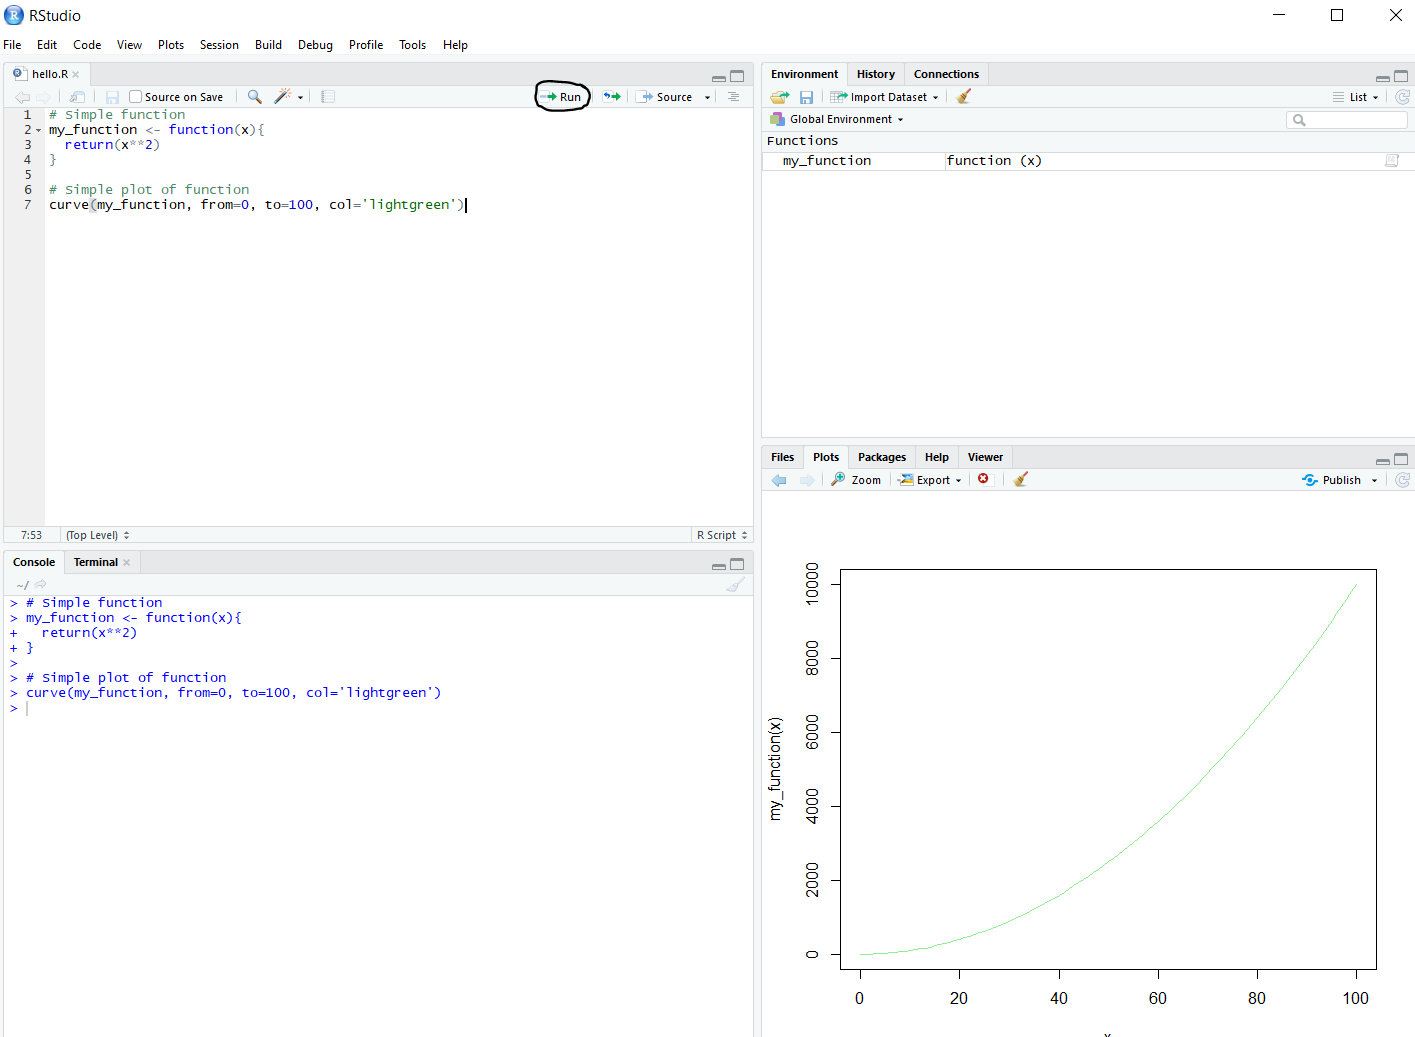 RStudio
File Edit Code View Plots Session Build Debug Profile Tools Help
hello.R
Source on Save Run Source
1 # Simple function
2 my_function <- function(x){
3   return(x**2)
4 }
5
6 # Simple plot of function
7 curve(my_function, from=0, to=100, col='lightgreen')
7:53 (Top Level) R Script
Console Terminal
~/
> # Simple function
> my_function <- function(x){
+   return(x**2)
+ }
>
> # Simple plot of function
> curve(my_function, from=0, to=100, col='lightgreen')
>
Environment History Connections
Import Dataset List
Global Environment
Functions
my_function function (x)
Files Plots Packages Help Viewer
Zoom Export Publish
my_function(x)
10000
8000
6000
4000
2000
0
0 20 40 60 80 100
x